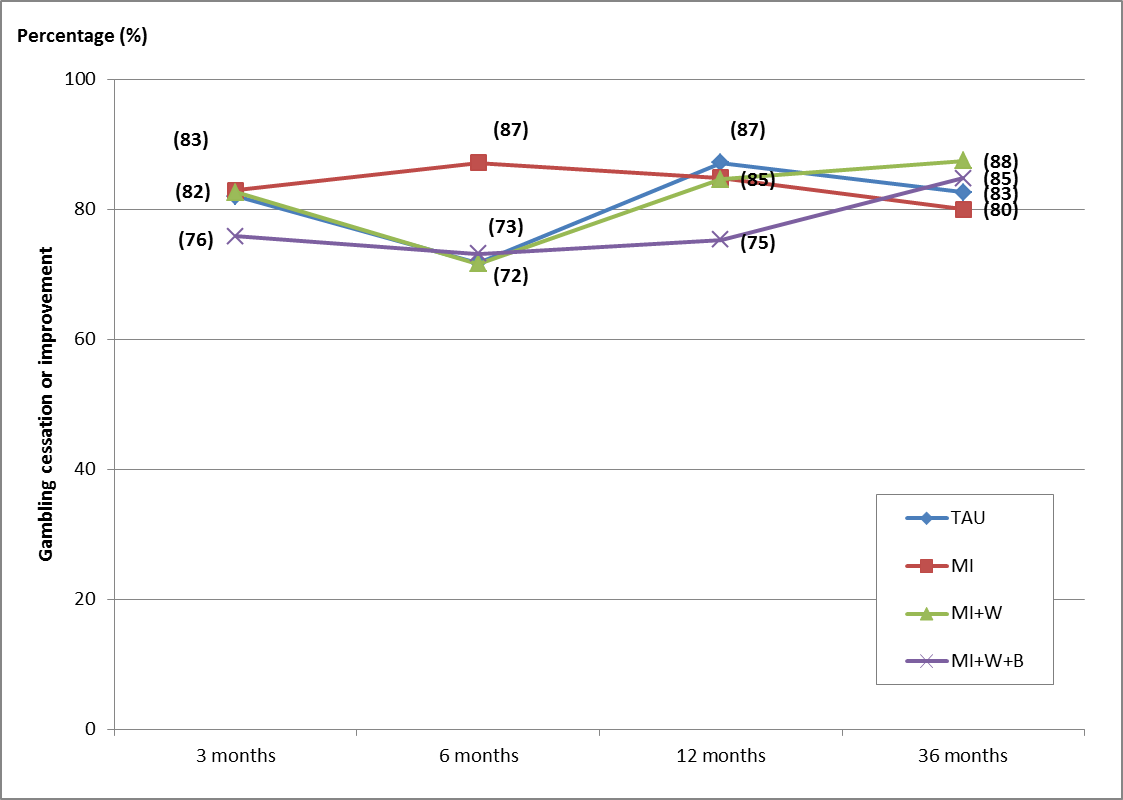 Percentage (%)
100
80
60
40
20
0
Gambling cessation or improvement
(83)
(82)
(76)
(87)
(73)
(72)
(87)
(85)
(75)
(88)
(85)
(83)
(80)
TAU
MI
MI+W
MI+W+B
3 months
6 months
12 months
36 months